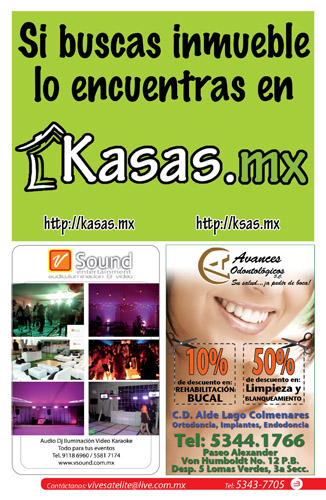 Si buscas inmueble
lo encuentras en
Kasas.mx
http://kasas.mx http://ksas.mx
V Sound
entertainment
audio,iluminación & video
Audio Dj Iluminación Video Karaoke
Todo para tus eventos
Tel. 9118 6960 / 5581 7174
www.vsound.com.mx
Avances
Odontológicos
S.C.
Su salud...¡a pedir de boca!
10%
de descuento en:
REHABILITACIÓN
BUCAL
50%
de descuento en:
Limpieza y
BLANQUEAMIENTO
C.D. Aide Lago Colmenares
Ortodoncia, Implantes, Endodoncia
Tel: 5344.1766
Paseo Alexander
Von Humboldt No. 12 P.B.
Desp. 5 Lomas Verdes, 3a Secc.
Contáctanos: vivesatelite@live.com.mx Tel: 5343-7705